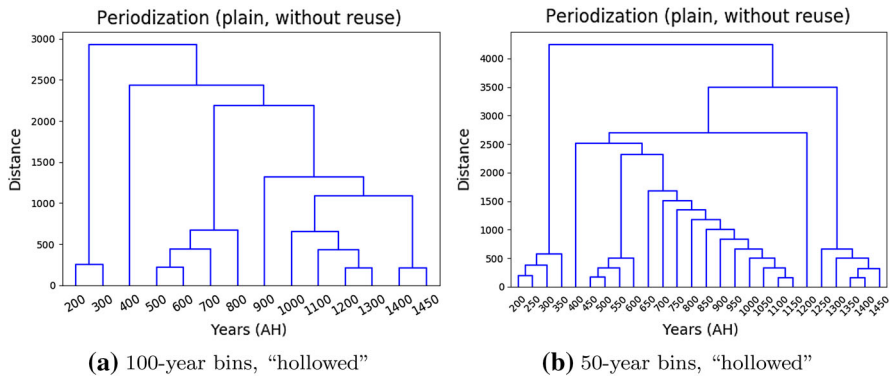 Periodization (plain, without reuse)
3000
2500
2000
1500
1000
500
0
Distance
200 300 400 500 600 700 800 900 1000 1100 1200 1300 1400 1450
Years (AH)
(a) 100-year bins, “hollowed”
Periodization (plain, without reuse)
4000
3500
3000
2500
2000
1500
1000
500
0
Distance
200 250 300 350 400 450 500 550 600 650 700 750 800 850 900 950 1000 1050 1100 1150 1200 1250 1300 1350 1400 1450
Years (AH)
(b) 50-year bins, “hollowed”